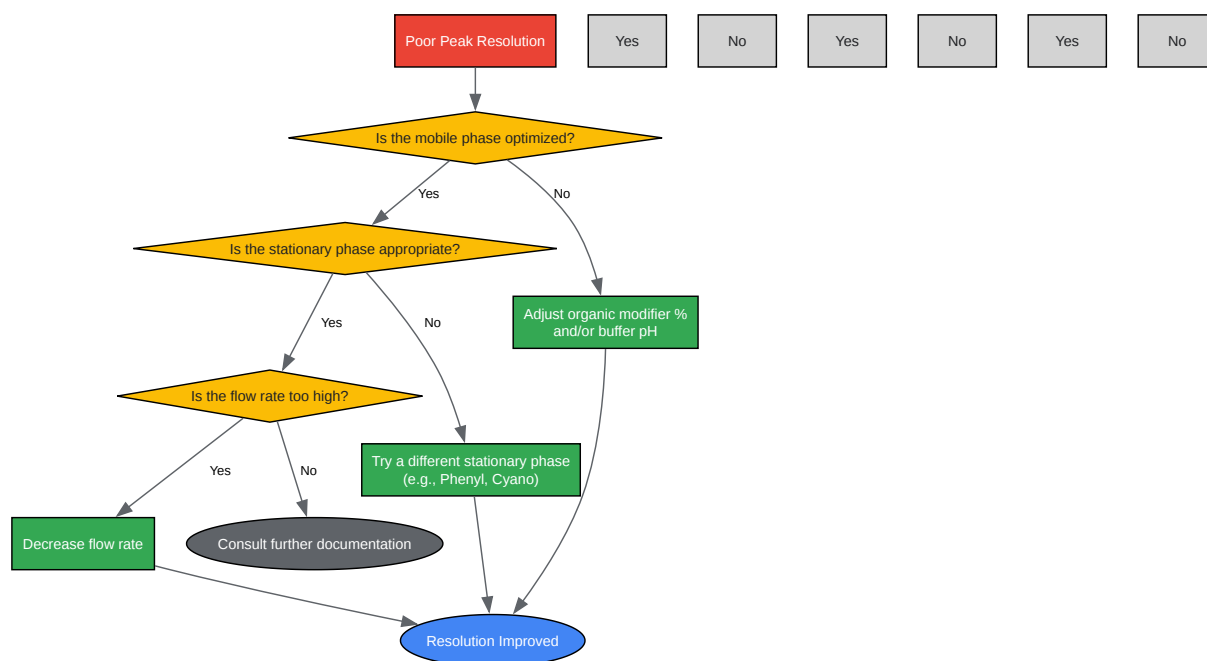 Poor Peak Resolution
Yes
No
Yes
No
Yes
No
Is the mobile phase optimized?
Yes
No
Is the stationary phase appropriate?
Yes
No
Adjust organic modifier %
and/or buffer pH
Is the flow rate too high?
Yes
No
Try a different stationary phase
(e.g., Phenyl, Cyano)
Decrease flow rate
Consult further documentation
Resolution Improved